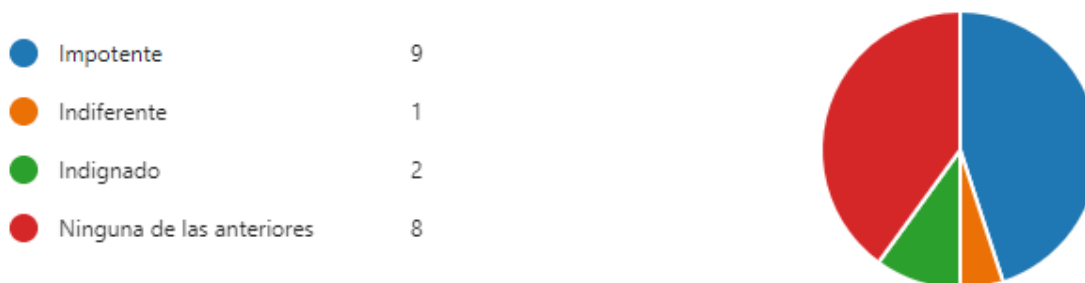 Impotente 9
Indiferente 1
Indignado 2
Ninguna de las anteriores 8